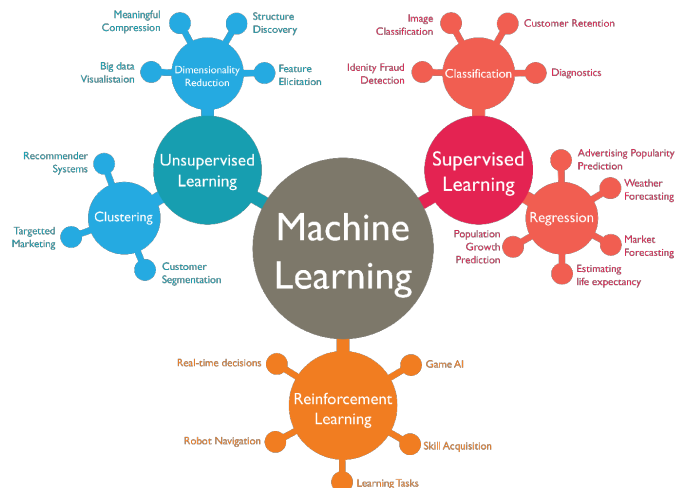 Meaningful
Compression
Structure
Discovery
Big data
Visualistaion
Dimensionality
Reduction
Feature
Elicitation
Image
Classification
Customer Retention
Idenity Fraud
Detection
Classification
Diagnostics
Unsupervised
Learning
Supervised
Learning
Recommender
Systems
Clustering
Targetted
Marketing
Customer
Segmentation
Machine
Learning
Advertising Popularity
Prediction
Weather
Forecasting
Regression
Population
Growth
Prediction
Market
Forecasting
Estimating
life expectancy
Real-time decisions
Game AI
Reinforcement
Learning
Robot Navigation
Skill Acquisition
Learning Tasks